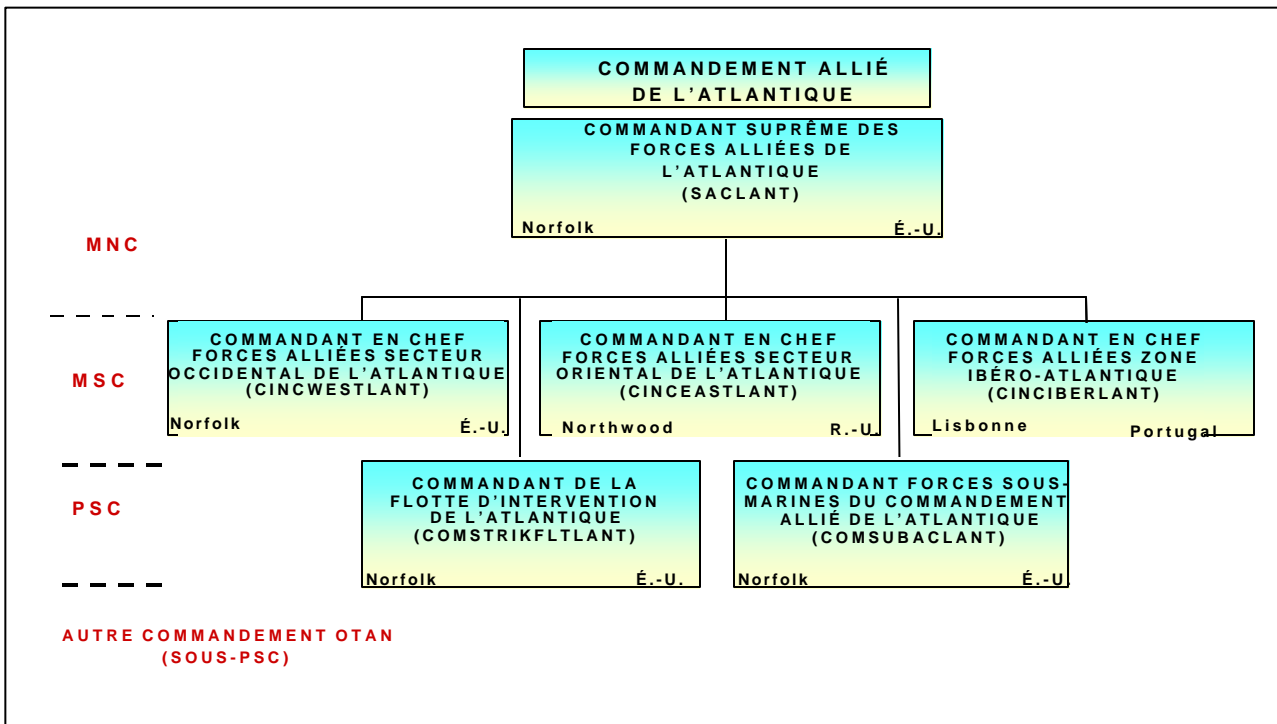 COMMANDEMENT ALLIÉ
DE L’ATLANTIQUE
COMMANDANT SUPRÊME DES
FORCES ALLIÉES DE
L’ATLANTIQUE
(SACLANT)
Norfolk É.-U.
MNC
MSC
COMMANDANT EN CHEF
FORCES ALLIÉES SECTEUR
OCCIDENTAL DE L’ATLANTIQUE
(CINCWESTLANT)
Norfolk É.-U.
COMMANDANT EN CHEF
FORCES ALLIÉES SECTEUR
ORIENTAL DE L’ATLANTIQUE
(CINCEASTLANT)
Northwood R.-U.
COMMANDANT EN CHEF
FORCES ALLIÉES ZONE
IBÉRO-ATLANTIQUE
(CINCIBERLANT)
Lisbonne Portugal
PSC
COMMANDANT DE LA
FLOTTE D’INTERVENTION
DE L’ATLANTIQUE
(COMSTRIKFLTLANT)
Norfolk É.-U.
COMMANDANT FORCES SOUS-
MARINES DU COMMANDEMENT
ALLIÉ DE L’ATLANTIQUE
(COMSUBACLANT)
Norfolk É.-U.
AUTRE COMMANDEMENT OTAN
(SOUS-PSC)